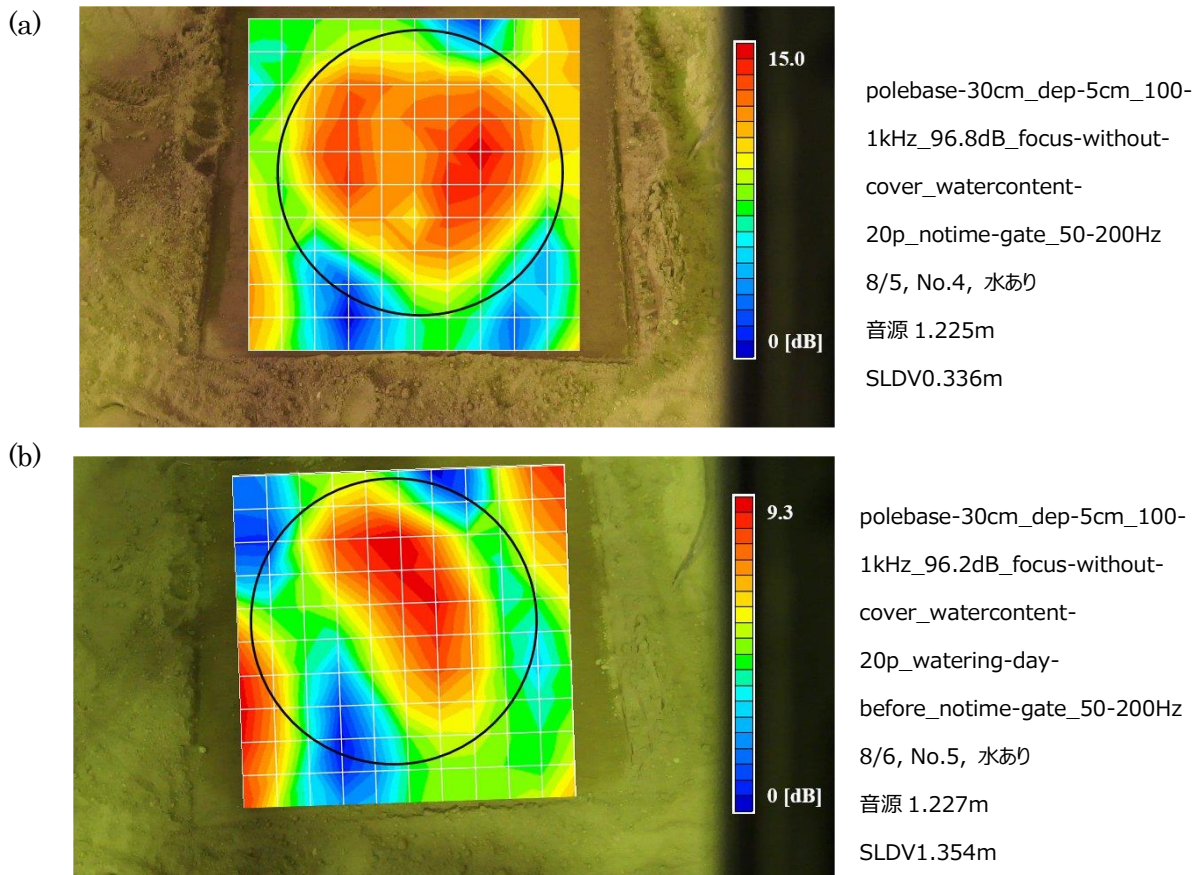 (a)
15.0
0 [dB]
polebase-30cm_dep-5cm_100-
1kHz_96.8dB_focus-without-
cover_watercontent-
20p_notime-gate_50-200Hz
8/5, No.4, 水あり
音源 1.225m
SLDV0.336m
(b)
9.3
0 [dB]
polebase-30cm_dep-5cm_100-
1kHz_96.2dB_focus-without-
cover_watercontent-
20p_watering-day-
before_notime-gate_50-200Hz
8/6, No.5, 水あり
音源 1.227m
SLDV1.354m